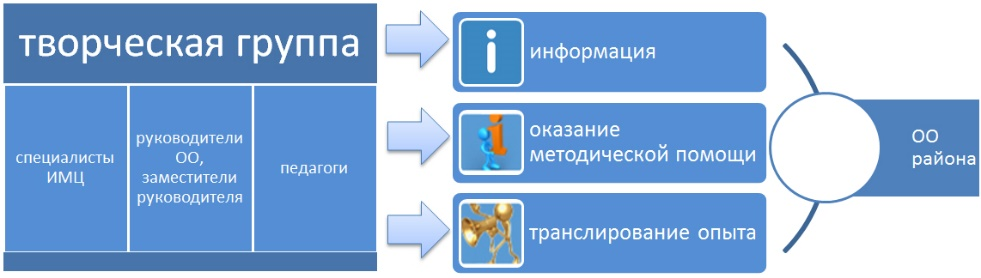 творческая группа
специалисты
ИМЦ
руководители
ОО,
заместители
руководителя
педагоги
информация
оказание
методической помощи
транслирование опыта
ОО
района